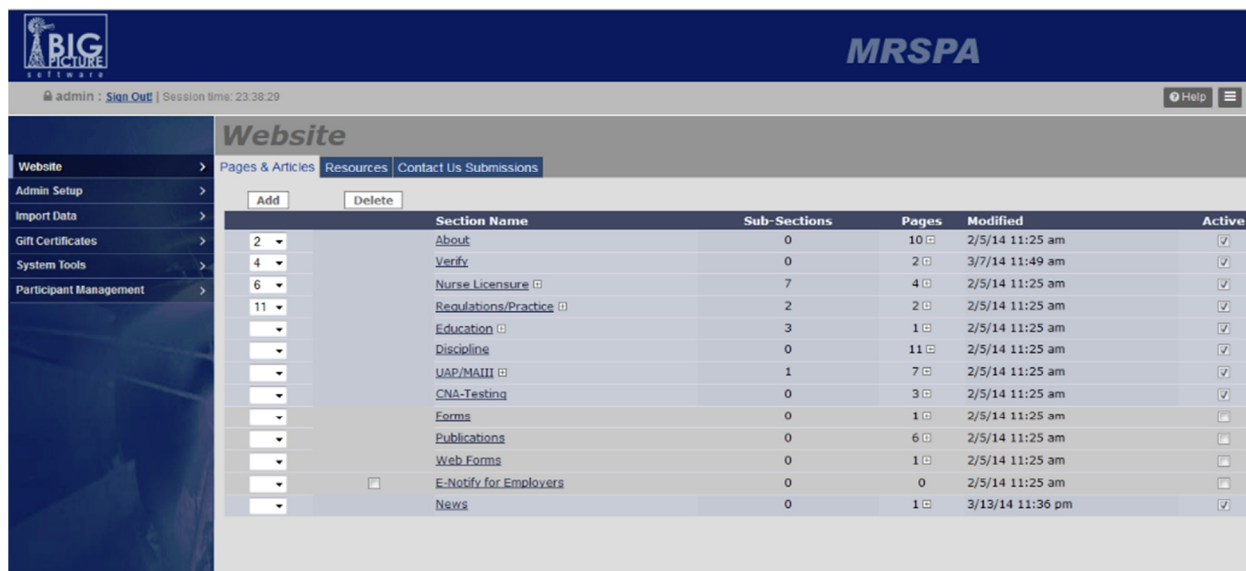 BIG
PICTURE
software
MRSPA
admin : Sign Out! | Session time: 23:38:29
Help
Website
Website
Admin Setup
Import Data
Gift Certificates
System Tools
Participant Management
Pages & Articles Resources Contact Us Submissions
Add Delete
Section Name Sub-Sections Pages Modified Active
2 About 0 10 2/5/14 11:25 am
4 Verify 0 2 3/7/14 11:49 am
6 Nurse Licensure 7 4 2/5/14 11:25 am
11 Regulations/Practice 2 2 2/5/14 11:25 am
Education 3 1 2/5/14 11:25 am
Discipline 0 11 2/5/14 11:25 am
UAP/MAIII 1 7 2/5/14 11:25 am
CNA-Testing 0 3 2/5/14 11:25 am
Forms 0 1 2/5/14 11:25 am
Publications 0 6 2/5/14 11:25 am
Web Forms 0 1 2/5/14 11:25 am
E-Notify for Employers 0 0 2/5/14 11:25 am
News 0 1 3/13/14 11:36 pm